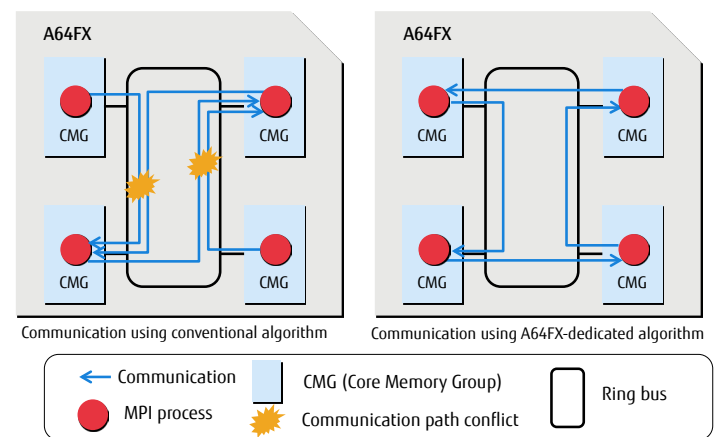 A64FX
A64FX
CMG
CMG
CMG
CMG
CMG
CMG
CMG
CMG
Communication using conventional algorithm
Communication using A64FX-dedicated algorithm
Communication
CMG (Core Memory Group)
Ring bus
MPI process
Communication path conflict